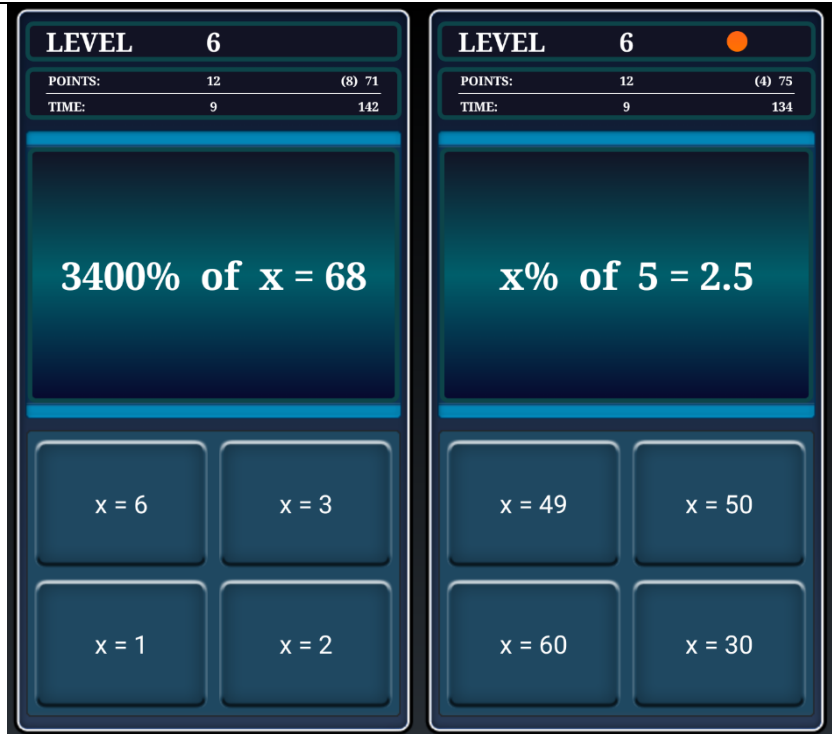 LEVEL 6
POINTS: 12 (8) 71
TIME: 9 142
3400% of x = 68
x = 6 x = 3
x = 1 x = 2
LEVEL 6
POINTS: 12 (4) 75
TIME: 9 134
x% of 5 = 2.5
x = 49 x = 50
x = 60 x = 30